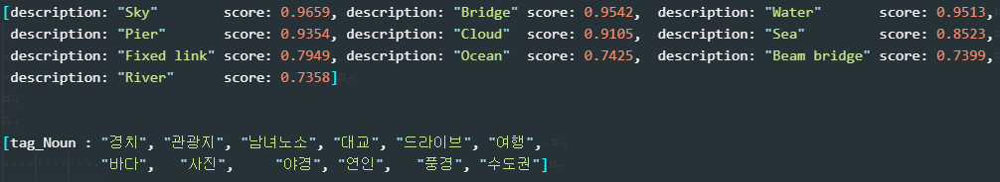 [description: "Sky" score: 0.9659, description: "Bridge" score: 0.9542, description: "Water" score: 0.9513,
description: "Pier" score: 0.9354, description: "Cloud" score: 0.9105, description: "Sea" score: 0.8523,
description: "Fixed link" score: 0.7949, description: "Ocean" score: 0.7425, description: "Beam bridge" score: 0.7399,
description: "River" score: 0.7358]
[tag_Noun : "경치", "관광지", "남녀노소", "대교", "드라이브", "여행",
"바다", "사진", "야경", "연인", "풍경", "수도권"]